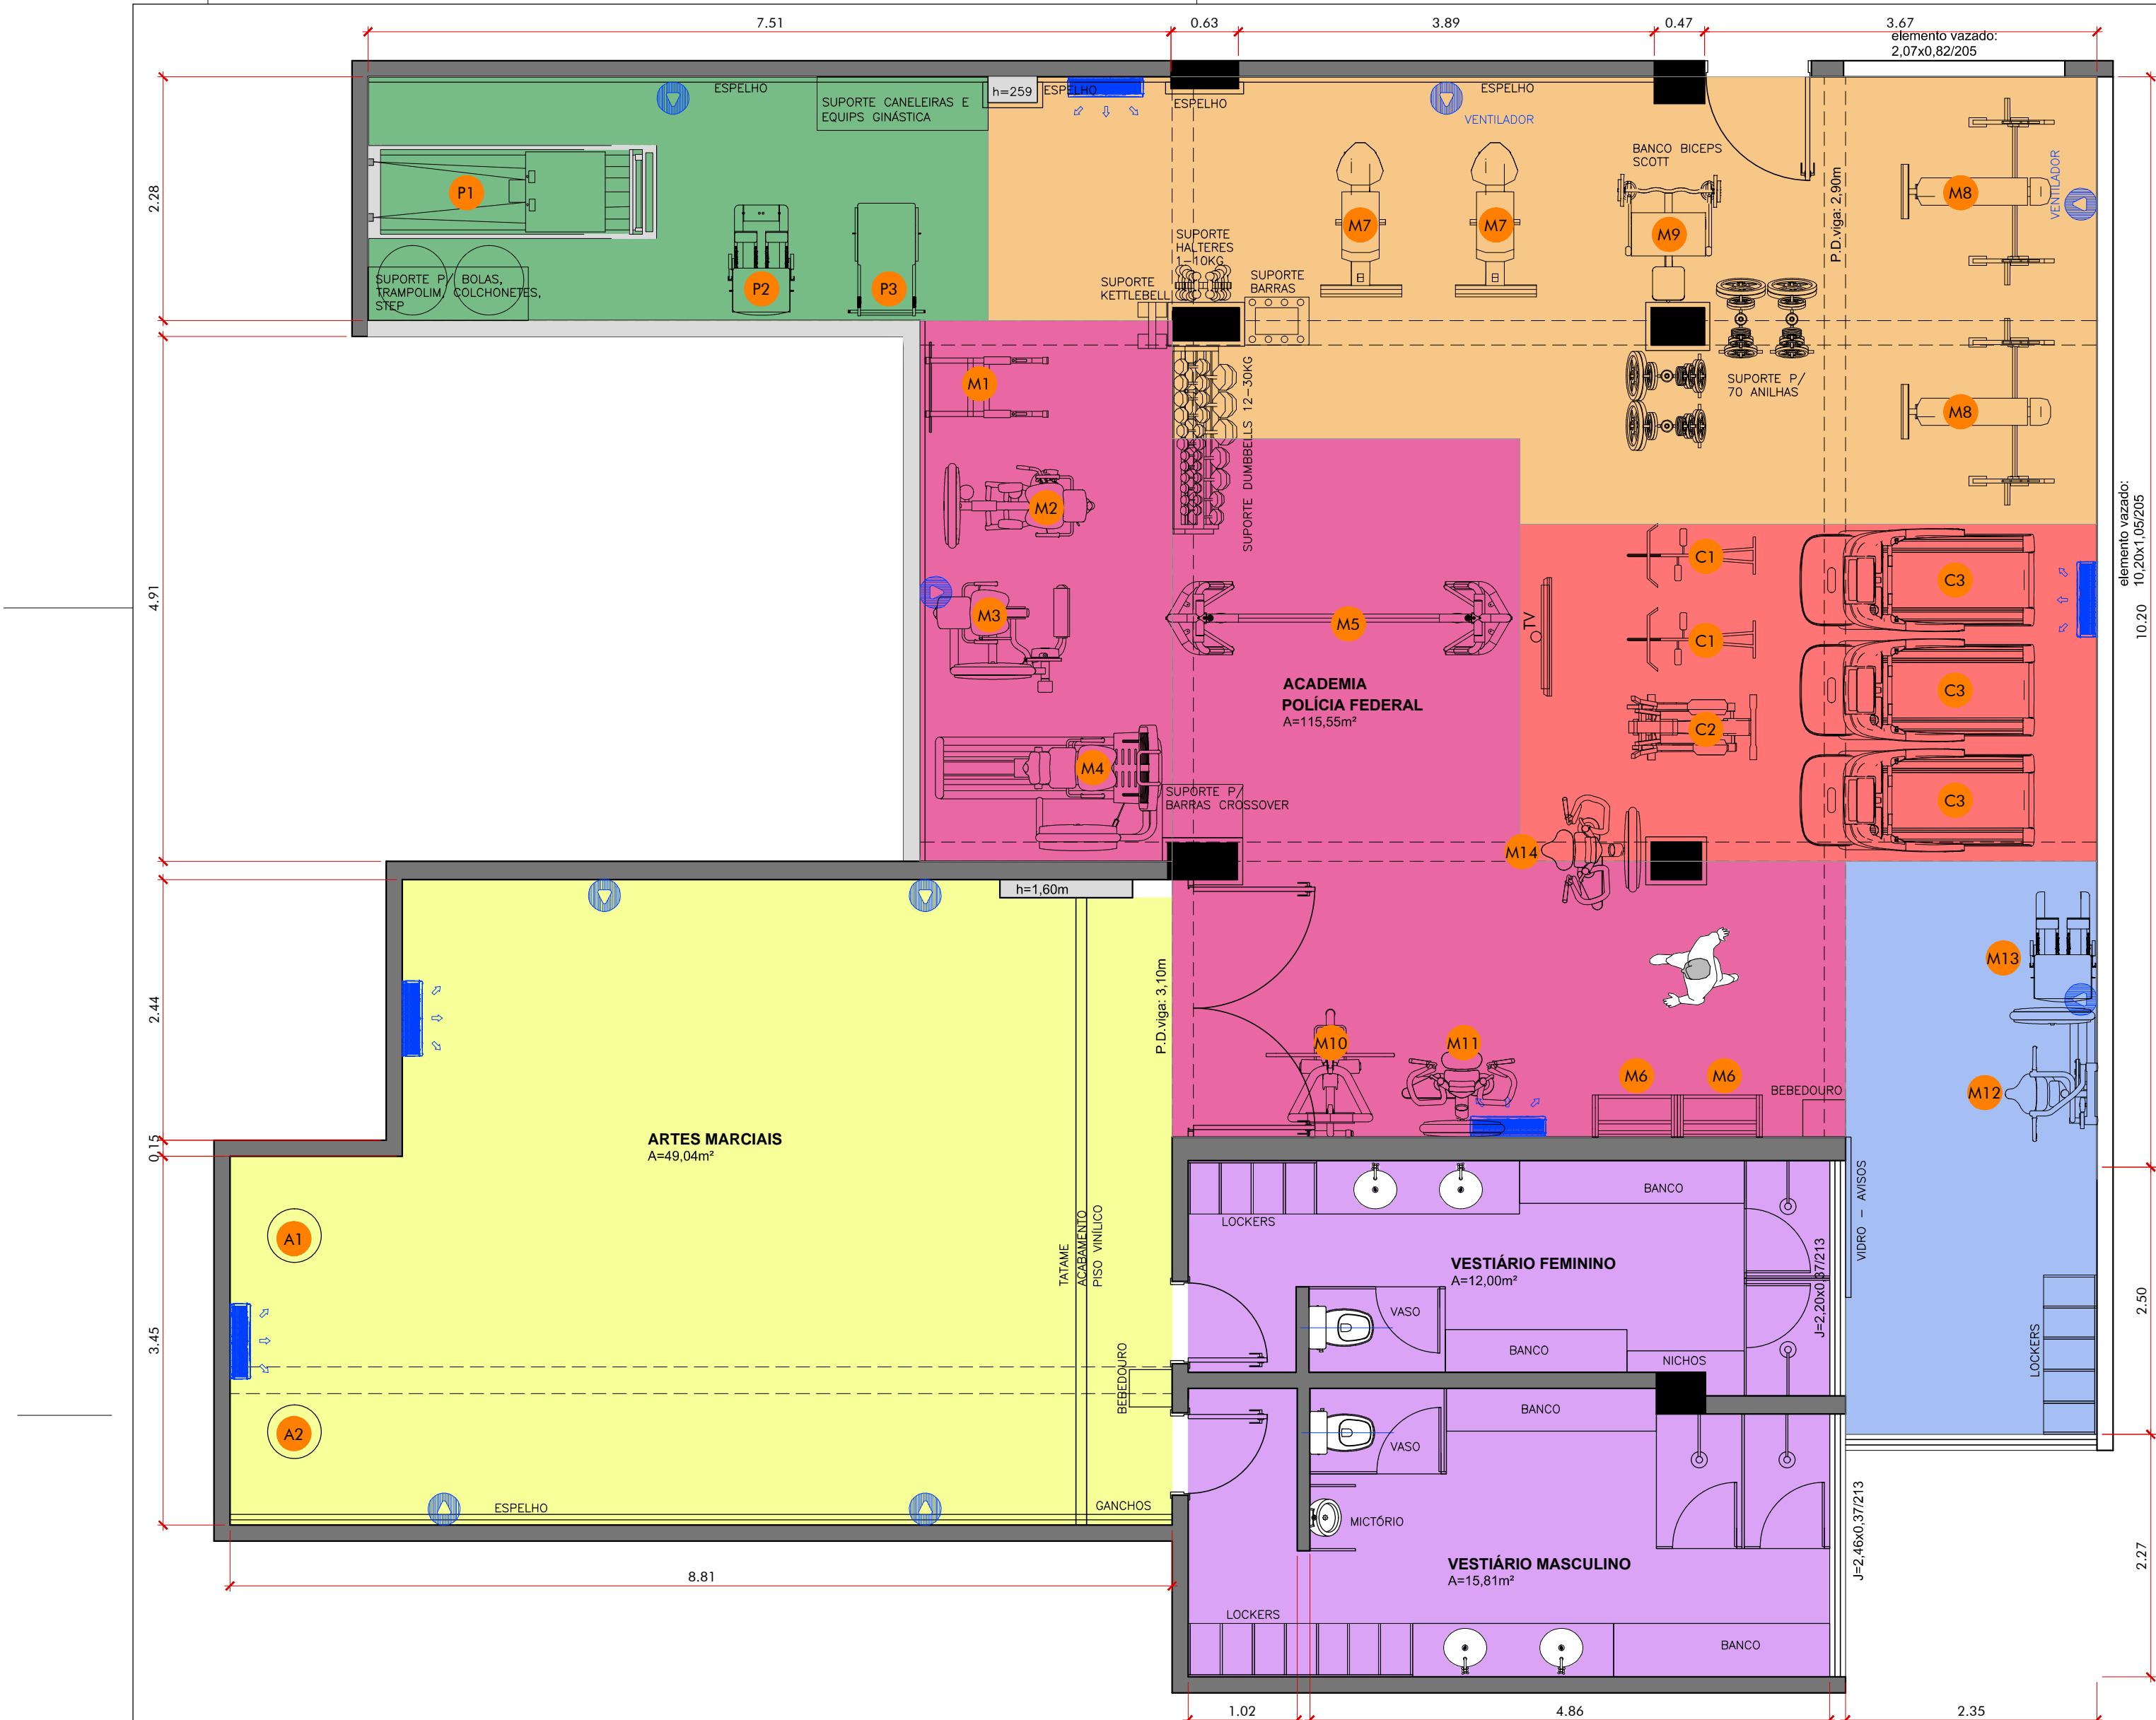 7.51
0.63
3.89
0.47
3.67
elemento vazado:
2,07x0,82/205
ESPELHO
SUPORTE CANELEIRAS E
EQUIPS GINÁSTICA
h=259
ESPELHO
ESPELHO
ESPELHO
VENTILADOR
BANCO BICEPS
SCOTT
P.D.viga: 2,90m
VENTILADOR
2.28
P1
P2
P3
SUPORTE P/ BOLAS,
TRAMPOLIM, COLCHONETES,
STEP
SUPORTE
HALTERES
1-10KG
SUPORTE
KETTLEBELL
SUPORTE
BARRAS
M7
M7
M9
M8
M8
SUPORTE P/
70 ANILHAS
SUPORTE DUMBBELLS 12-30KG
M1
M2
M3
M4
M5
4.91
TV
C1
C1
C2
C3
C3
C3
elemento vazado:
10,20x1,05/205
10.20
ACADEMIA
POLÍCIA FEDERAL
A=115,55m²
SUPORTE P/
BARRAS CROSSOVER
M14
h=1,60m
P.D.viga: 3,10m
2.44
M13
M12
M10
M11
M6
M6
BEBEDOURO
0.15
ARTES MARCIAIS
A=49,04m²
A1
A2
TATAME
ACABAMENTO
PISO VINÍLICO
3.45
BEBEDOURO
ESPELHO
GANCHOS
8.81
LOCKERS
BANCO
VESTIÁRIO FEMININO
A=12,00m²
VASO
BANCO
NICHOS
J=2,20x0,37/213
VIDRO - AVISOS
LOCKERS
2.50
BANCO
VASO
MICTÓRIO
VESTIÁRIO MASCULINO
A=15,81m²
J=2,46x0,37/213
2.27
LOCKERS
BANCO
1.02
4.86
2.35